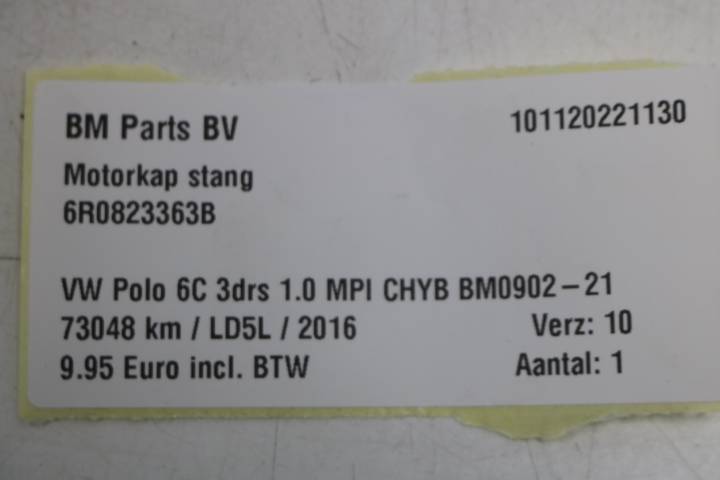 BM Parts BV 101120221130
Motorkap stang
6R0823363B
VW Polo 6C 3drs 1.0 MPI CHYB BM0902-21
73048 km / LD5L / 2016 Verz: 10
9.95 Euro incl. BTW Aantal: 1